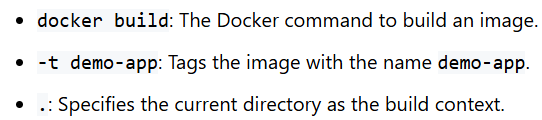 • docker build: The Docker command to build an image.
• -t demo-app: Tags the image with the name demo-app.
• .: Specifies the current directory as the build context.